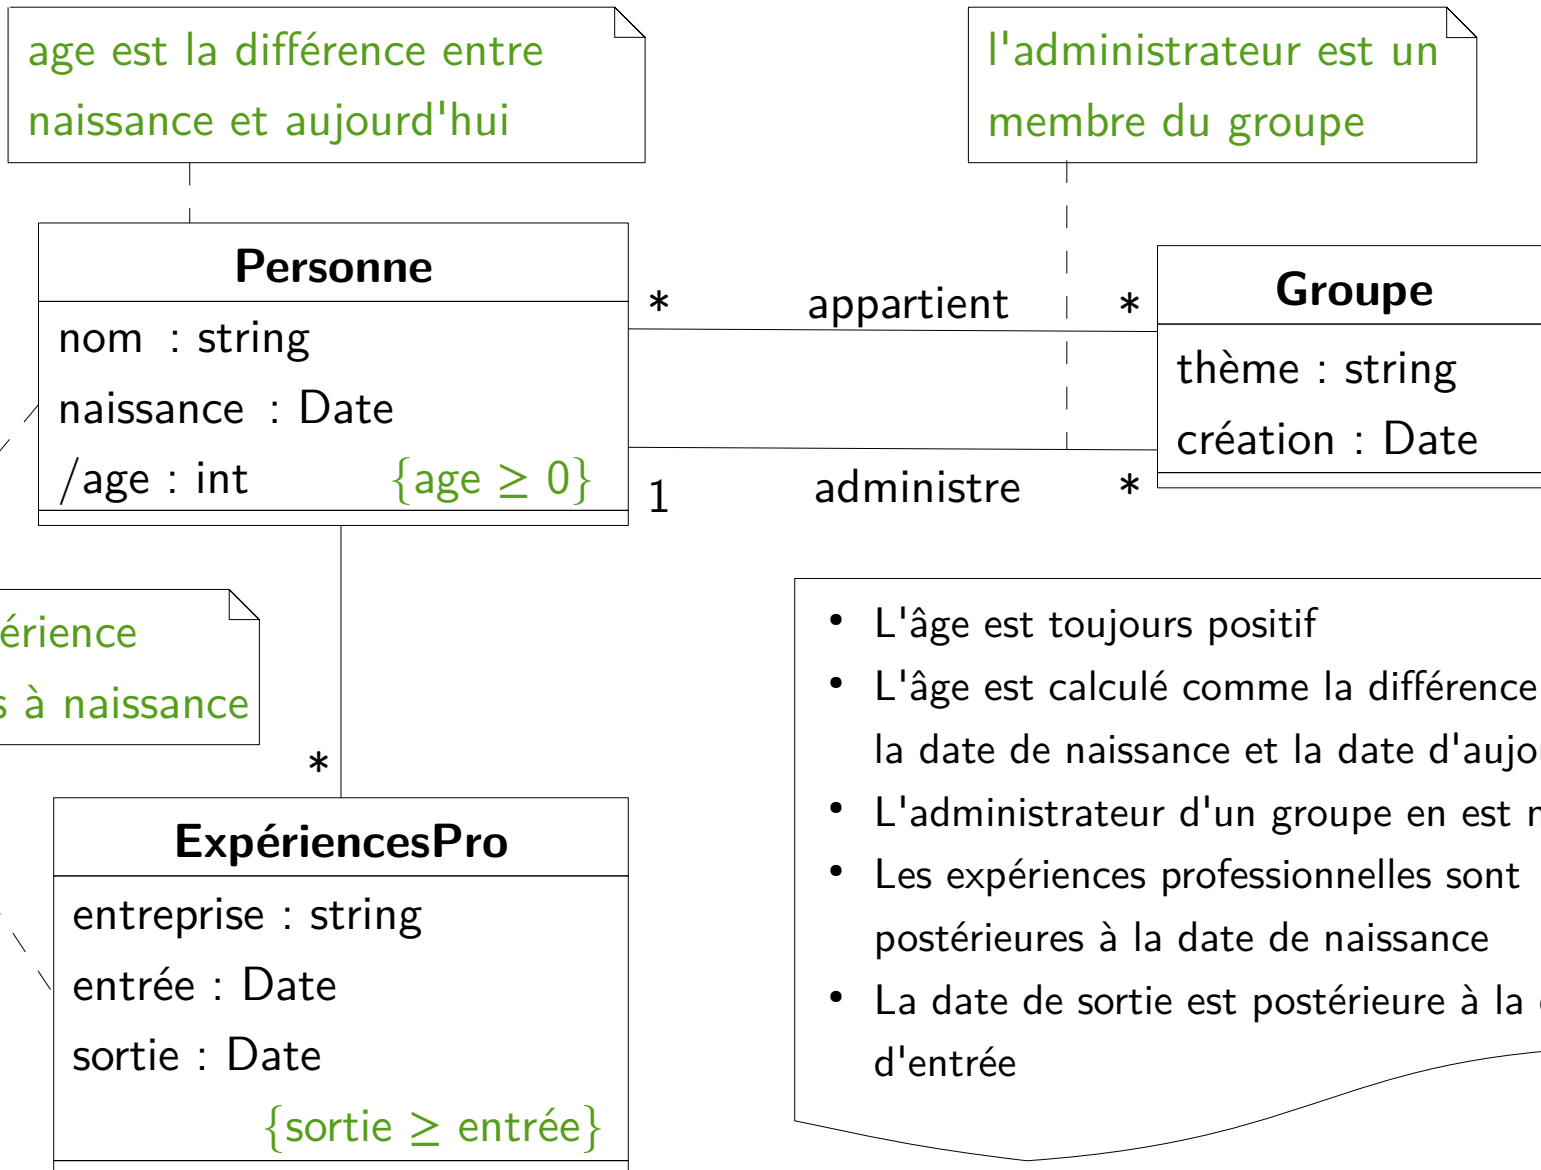 age est la différence entre
naissance et aujourd'hui
l'administrateur est un
membre du groupe
Personne
nom : string
naissance : Date
/age : int {age ≥ 0}
* appartient *
1 administre *
Groupe
thème : string
création : Date
à naissance
*
ExpériencesPro
entreprise : string
entrée : Date
sortie : Date
{sortie ≥ entrée}
• L'âge est toujours positif
• L'âge est calculé comme la différence
la date de naissance et la date
• L'administrateur d'un groupe en est
• Les expériences professionnelles sont
postérieures à la date de naissance
• La date de sortie est postérieure à la
d'entrée